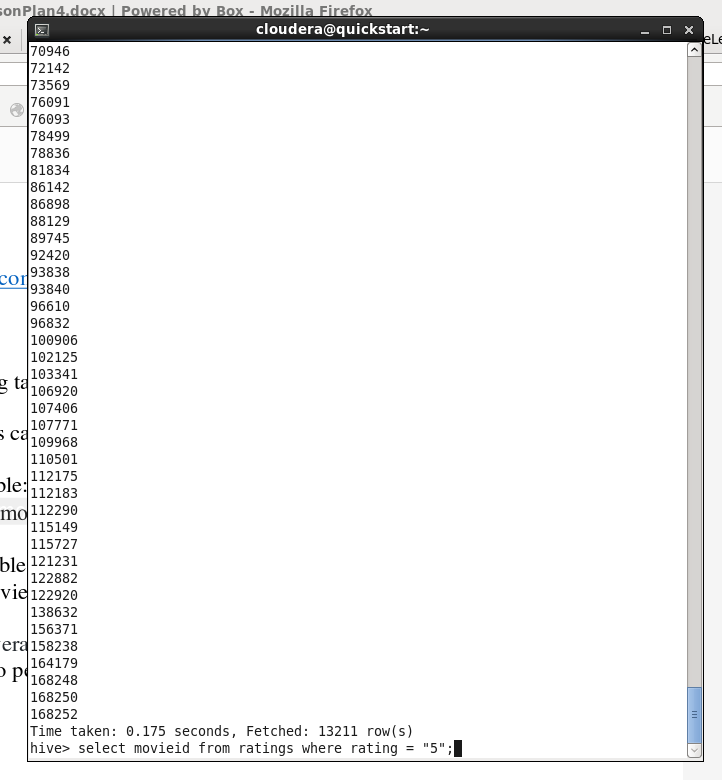 sonPlan4.docx | Powered by Box - Mozilla Firefox
cloudera@quickstart:~
70946
72142
73569
76091
76093
78499
78836
81834
86142
86898
88129
89745
92420
93838
93840
96610
96832
100906
102125
103341
106920
107406
107771
109968
110501
112175
112183
112290
115149
115727
121231
122882
122920
138632
156371
158238
164179
168248
168250
168252
Time taken: 0.175 seconds, Fetched: 13211 row(s)
hive> select movieid from ratings where rating = "5";
eLe
con
g ta
s ca
ble:
mo
ble
vie
vera
o pe